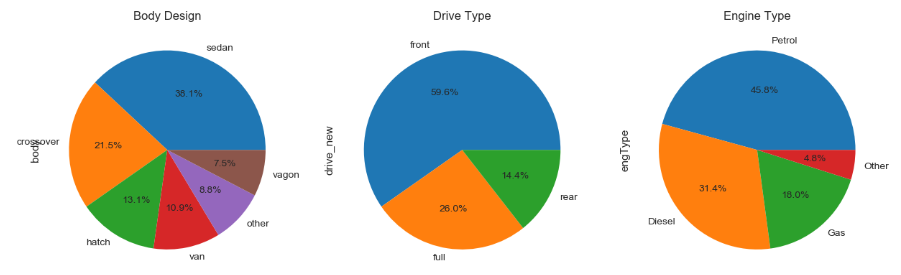 Body Design
sedan
38.1%
crossover
21.5%
body
hatch
13.1%
van
10.9%
other
8.8%
vagon
7.5%
Drive Type
front
59.6%
drive_new
full
26.0%
rear
14.4%
Engine Type
Petrol
45.8%
engType
Diesel
31.4%
Gas
18.0%
Other
4.8%